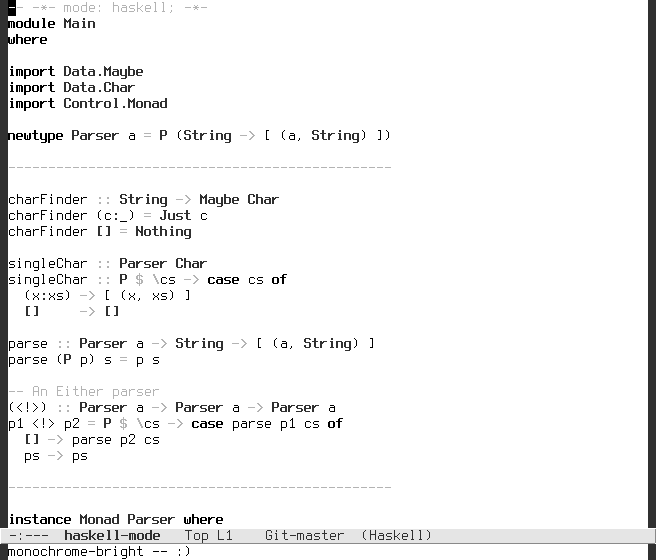 -- -*- mode: haskell; -*-
module Main
where

import Data.Maybe
import Data.Char
import Control.Monad

newtype Parser a = P (String -> [ (a, String) ])

------------------------------------------------

charFinder :: String -> Maybe Char
charFinder (c:_) = Just c
charFinder [] = Nothing

singleChar :: Parser Char
singleChar :: P $ \cs -> case cs of
  (x:xs) -> [ (x, xs) ]
  []     -> []

parse :: Parser a -> String -> [ (a, String) ]
parse (P p) s = p s

-- An Either parser
(<!>) :: Parser a -> Parser a -> Parser a
p1 <!> p2 = P $ \cs -> case parse p1 cs of
  [] -> parse p2 cs
  ps -> ps

------------------------------------------------

instance Monad Parser where
-:---  haskell-mode   Top L1    Git-master  (Haskell)
monochrome-bright -- :)